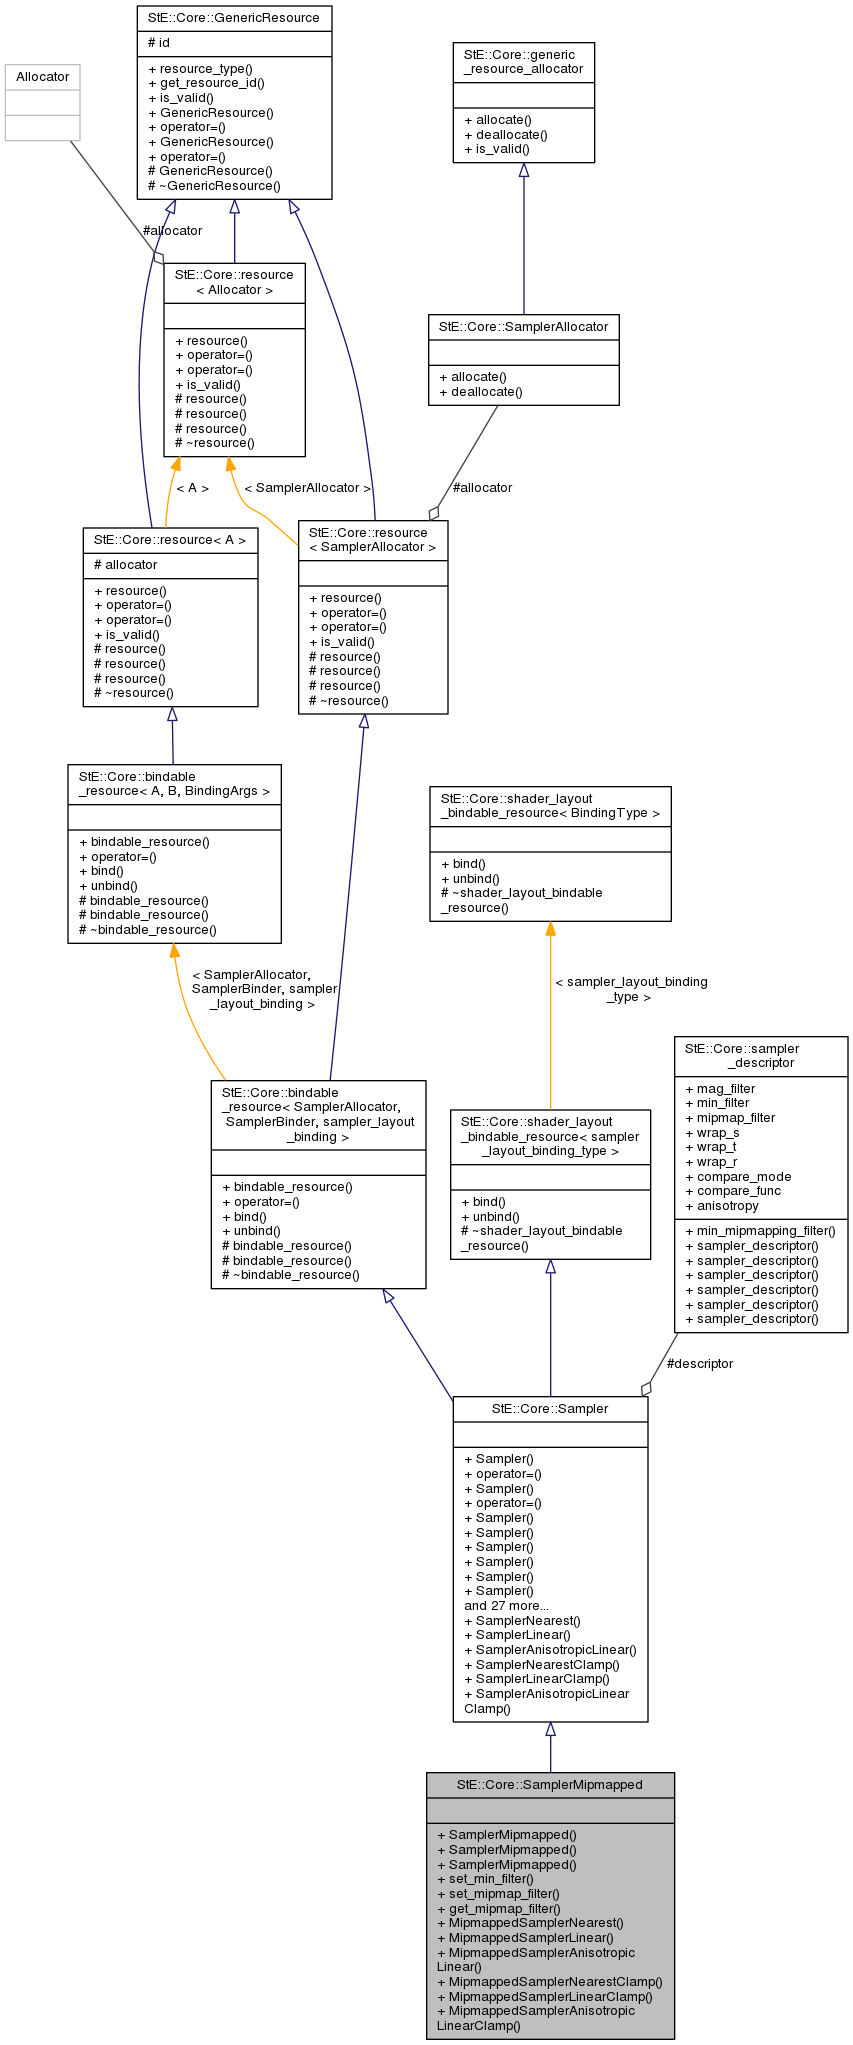 StE::Core::GenericResource
# id
+ resource_type()
+ get_resource_id()
+ is_valid()
+ GenericResource()
+ operator=()
+ GenericResource()
+ operator=()
# GenericResource()
# ~GenericResource()
StE::Core::generic
_resource_allocator
+ allocate()
+ deallocate()
+ is_valid()
Allocator
#allocator
StE::Core::resource
< Allocator >
+ resource()
+ operator=()
+ operator=()
+ is_valid()
# resource()
# resource()
# resource()
# ~resource()
StE::Core::SamplerAllocator
+ allocate()
+ deallocate()
< A >
< SamplerAllocator >
#allocator
StE::Core::resource< A >
# allocator
+ resource()
+ operator=()
+ operator=()
+ is_valid()
# resource()
# resource()
# resource()
# ~resource()
StE::Core::resource
< SamplerAllocator >
+ resource()
+ operator=()
+ operator=()
+ is_valid()
# resource()
# resource()
# resource()
# ~resource()
StE::Core::bindable
_resource< A, B, BindingArgs >
+ bindable_resource()
+ operator=()
+ bind()
+ unbind()
# bindable_resource()
# bindable_resource()
# ~bindable_resource()
StE::Core::shader_layout
_bindable_resource< BindingType >
+ bind()
+ unbind()
# ~shader_layout_bindable
_resource()
< SamplerAllocator,
SamplerBinder, sampler
_layout_binding >
< sampler_layout_binding
_type >
StE::Core::sampler
_descriptor
+ mag_filter
+ min_filter
+ mipmap_filter
+ wrap_s
+ wrap_t
+ wrap_r
+ compare_mode
+ compare_func
+ anisotropy
+ min_mipmapping_filter()
+ sampler_descriptor()
+ sampler_descriptor()
+ sampler_descriptor()
+ sampler_descriptor()
+ sampler_descriptor()
+ sampler_descriptor()
StE::Core::bindable
_resource< SamplerAllocator,
SamplerBinder, sampler_layout
_binding >
+ bindable_resource()
+ operator=()
+ bind()
+ unbind()
# bindable_resource()
# bindable_resource()
# ~bindable_resource()
StE::Core::shader_layout
_bindable_resource< sampler
_layout_binding_type >
+ bind()
+ unbind()
# ~shader_layout_bindable
_resource()
#descriptor
StE::Core::Sampler
+ Sampler()
+ operator=()
+ Sampler()
+ operator=()
+ Sampler()
+ Sampler()
+ Sampler()
+ Sampler()
+ Sampler()
+ Sampler()
and 27 more...
+ SamplerNearest()
+ SamplerLinear()
+ SamplerAnisotropicLinear()
+ SamplerNearestClamp()
+ SamplerLinearClamp()
+ SamplerAnisotropicLinear
Clamp()
StE::Core::SamplerMipmapped
+ SamplerMipmapped()
+ SamplerMipmapped()
+ SamplerMipmapped()
+ set_min_filter()
+ set_mipmap_filter()
+ get_mipmap_filter()
+ MipmappedSamplerNearest()
+ MipmappedSamplerLinear()
+ MipmappedSamplerAnisotropic
Linear()
+ MipmappedSamplerNearestClamp()
+ MipmappedSamplerLinearClamp()
+ MipmappedSamplerAnisotropic
LinearClamp()